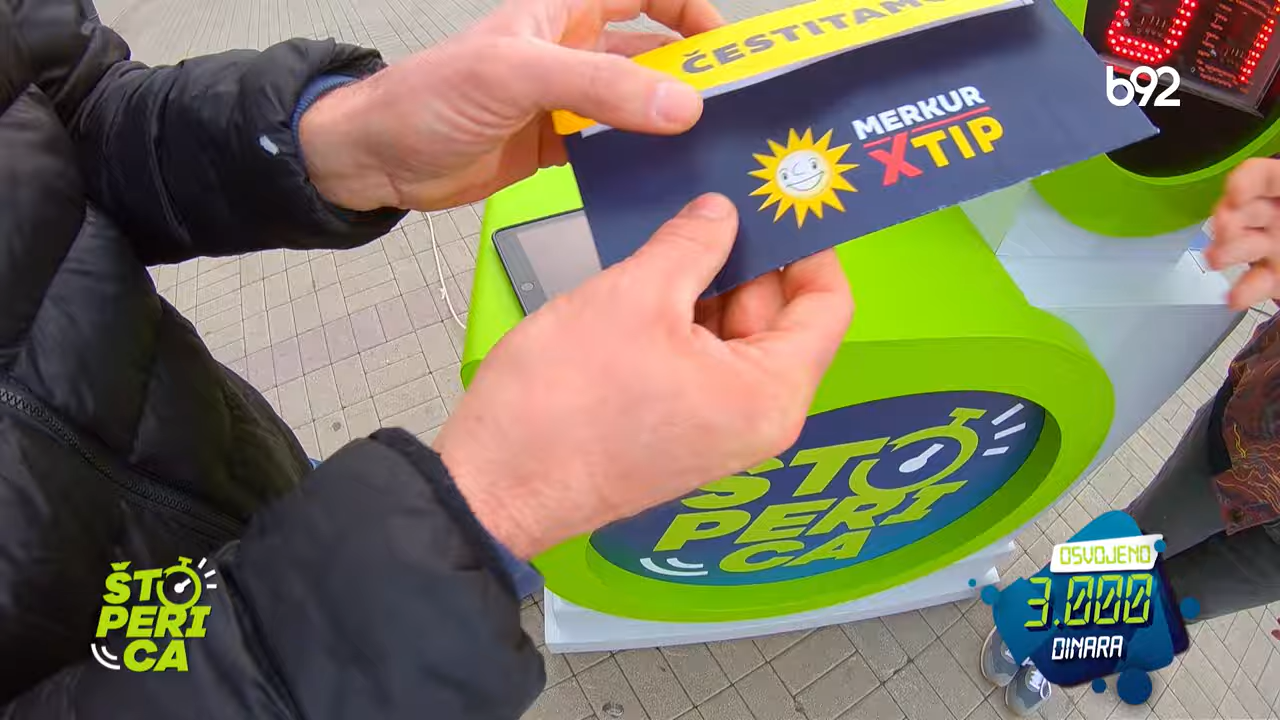 ČESTITAMO
b92
MERKUR
XTIP
ŠTO
PERI
CA
ŠTO
PERI
CA
OSVOJENO
3.000
DINARA